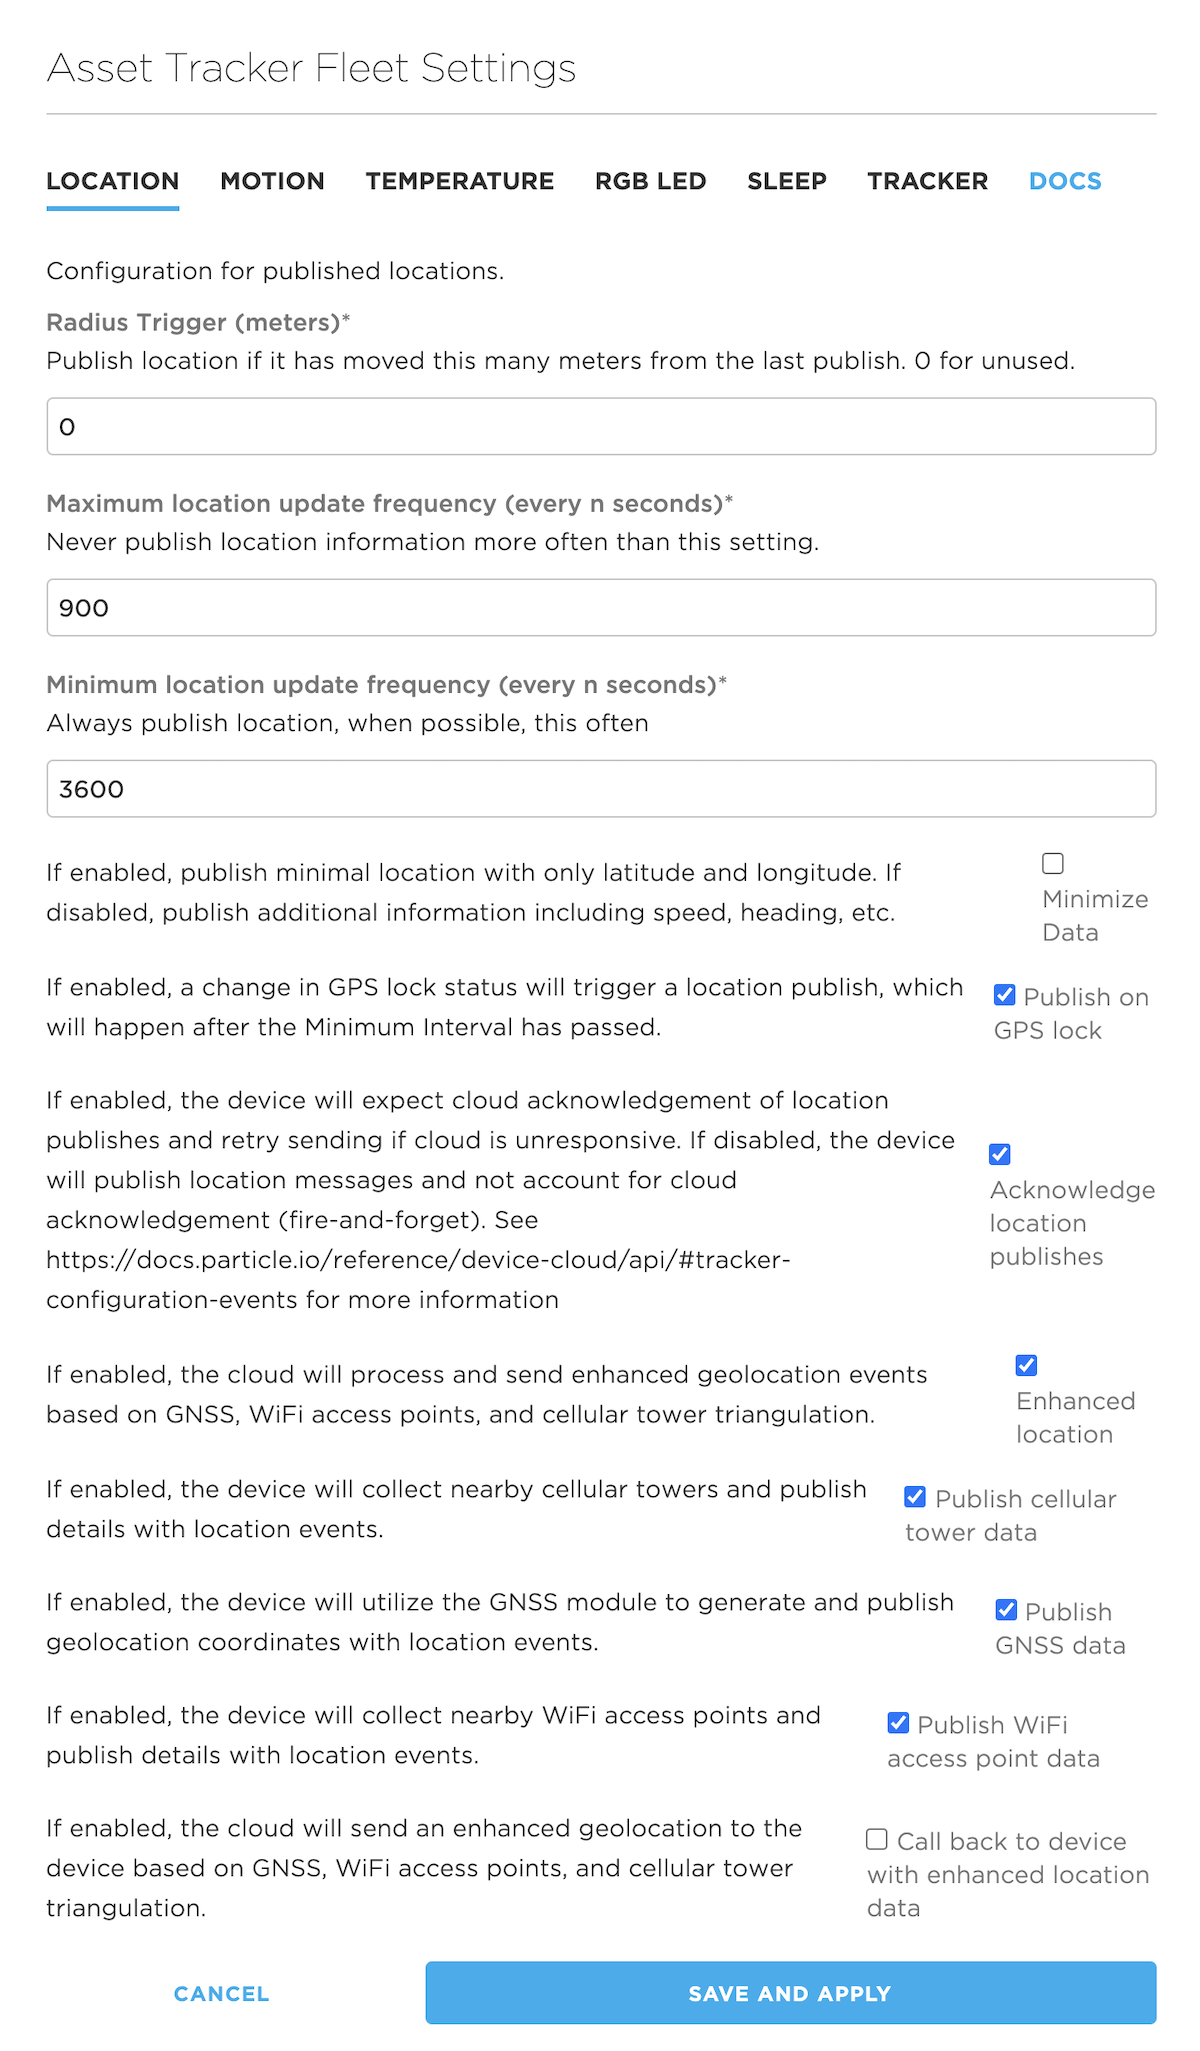 Asset Tracker Fleet Settings
LOCATION MOTION TEMPERATURE RGB LED SLEEP TRACKER DOCS
Configuration for published locations.
Radius Trigger (meters)*
Publish location if it has moved this many meters from the last publish. 0 for unused.
0
Maximum location update frequency (every n seconds)*
Never publish location information more often than this setting.
900
Minimum location update frequency (every n seconds)*
Always publish location, when possible, this often
3600
If enabled, publish minimal location with only latitude and longitude. If
disabled, publish additional information including speed, heading, etc.
Minimize
Data
If enabled, a change in GPS lock status will trigger a location publish, which
will happen after the Minimum Interval has passed.
Publish on
GPS lock
If enabled, the device will expect cloud acknowledgement of location
publishes and retry sending if cloud is unresponsive. If disabled, the device
will publish location messages and not account for cloud
acknowledgement (fire-and-forget). See
https://docs.particle.io/reference/device-cloud/api/#tracker-
configuration-events for more information
Acknowledge
location
publishes
If enabled, the cloud will process and send enhanced geolocation events
based on GNSS, WiFi access points, and cellular tower triangulation.
Enhanced
location
If enabled, the device will collect nearby cellular towers and publish
details with location events.
Publish cellular
tower data
If enabled, the device will utilize the GNSS module to generate and publish
geolocation coordinates with location events.
Publish
GNSS data
If enabled, the device will collect nearby WiFi access points and
publish details with location events.
Publish WiFi
access point data
If enabled, the cloud will send an enhanced geolocation to the
device based on GNSS, WiFi access points, and cellular tower
triangulation.
Call back to device
with enhanced location
data
CANCEL SAVE AND APPLY